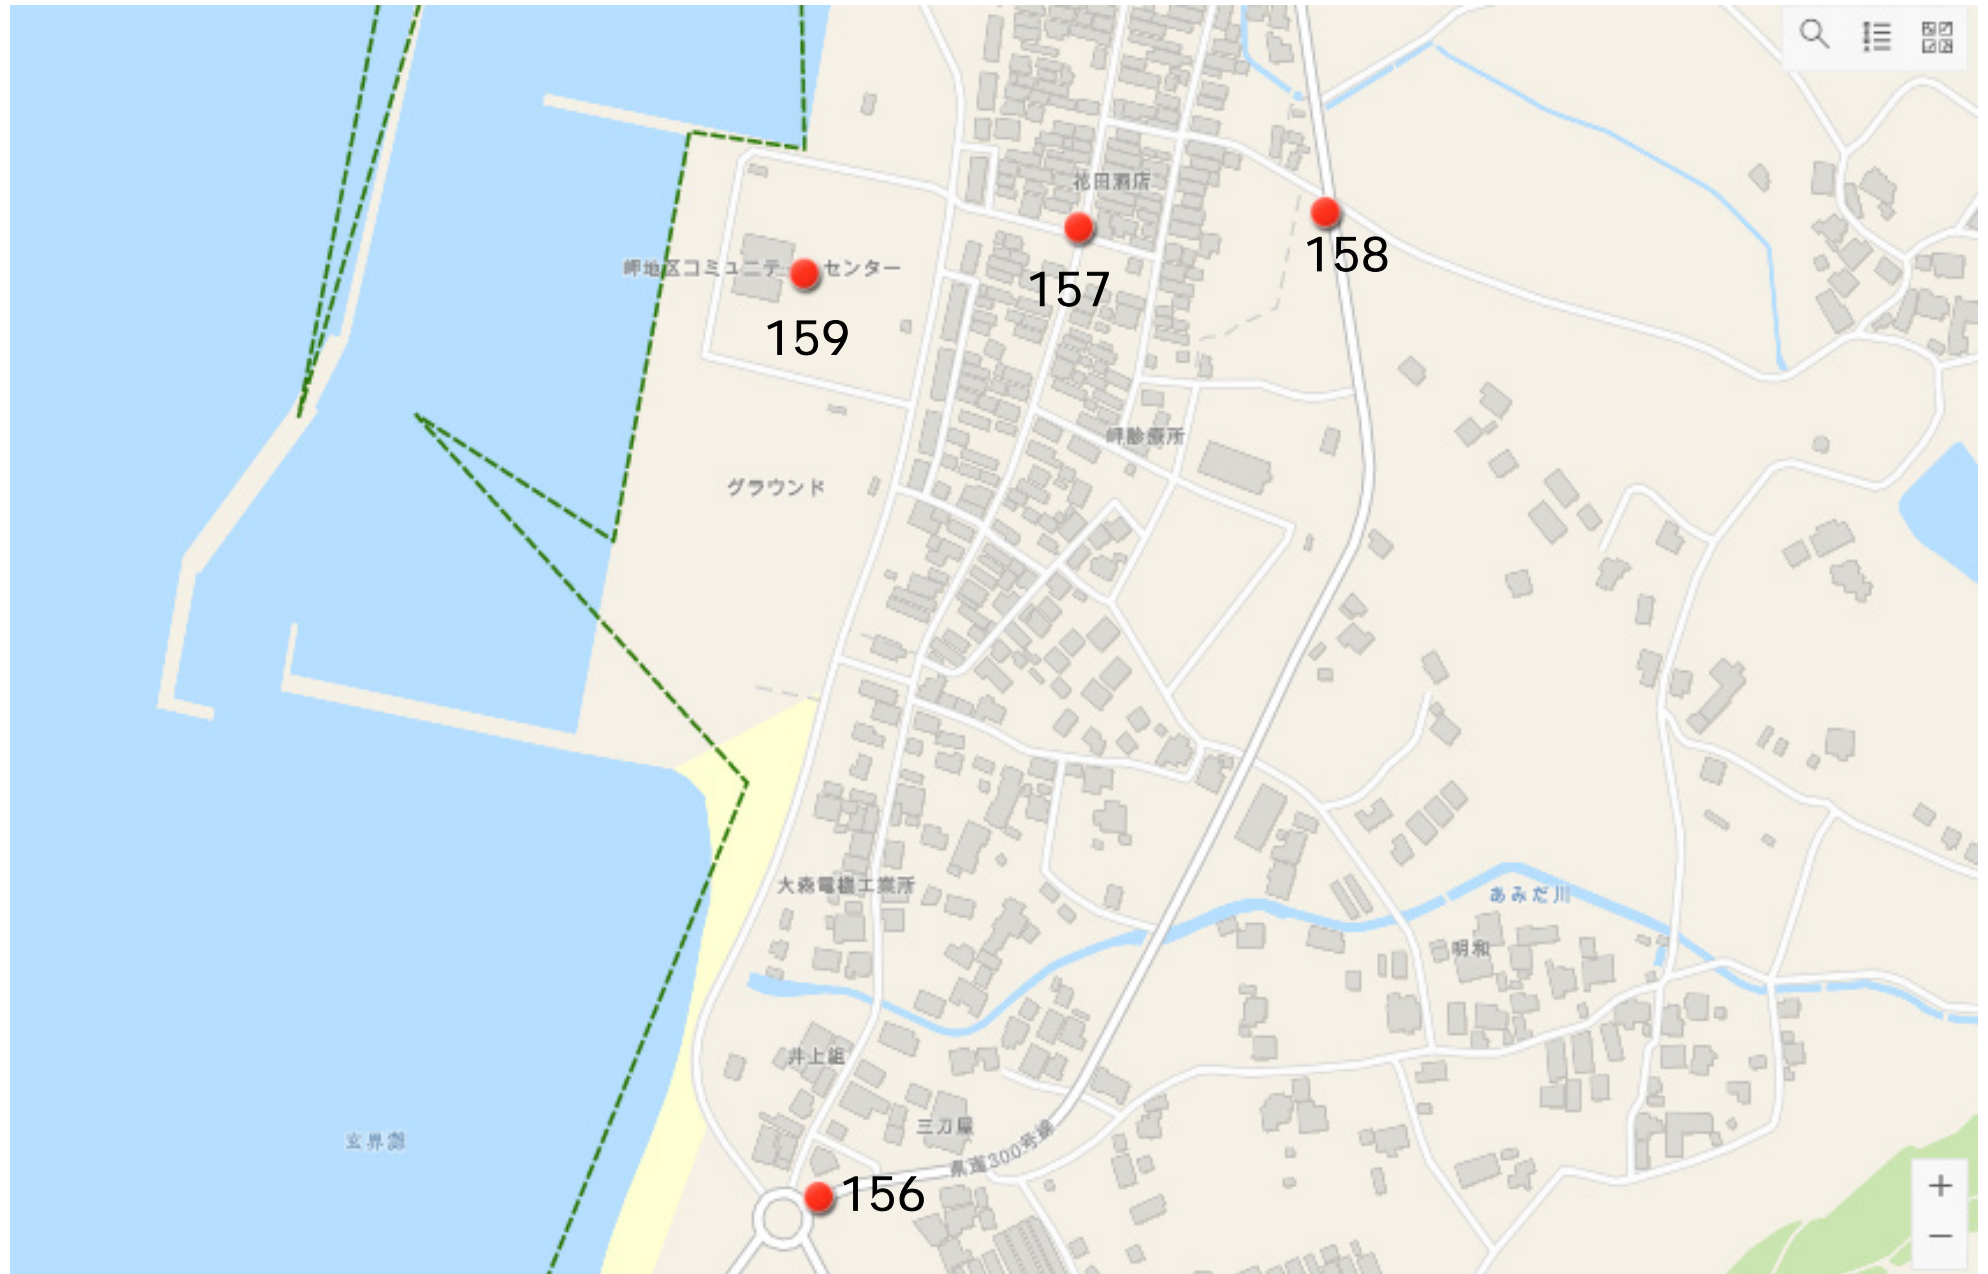 花田酒店
158
157
岬地区コミュニティセンター
159
岬診療所
グラウンド
大森電機工業所
あみだ川
明和
井上組
三刀屋
玄界灘
県道300号線
156
+
−